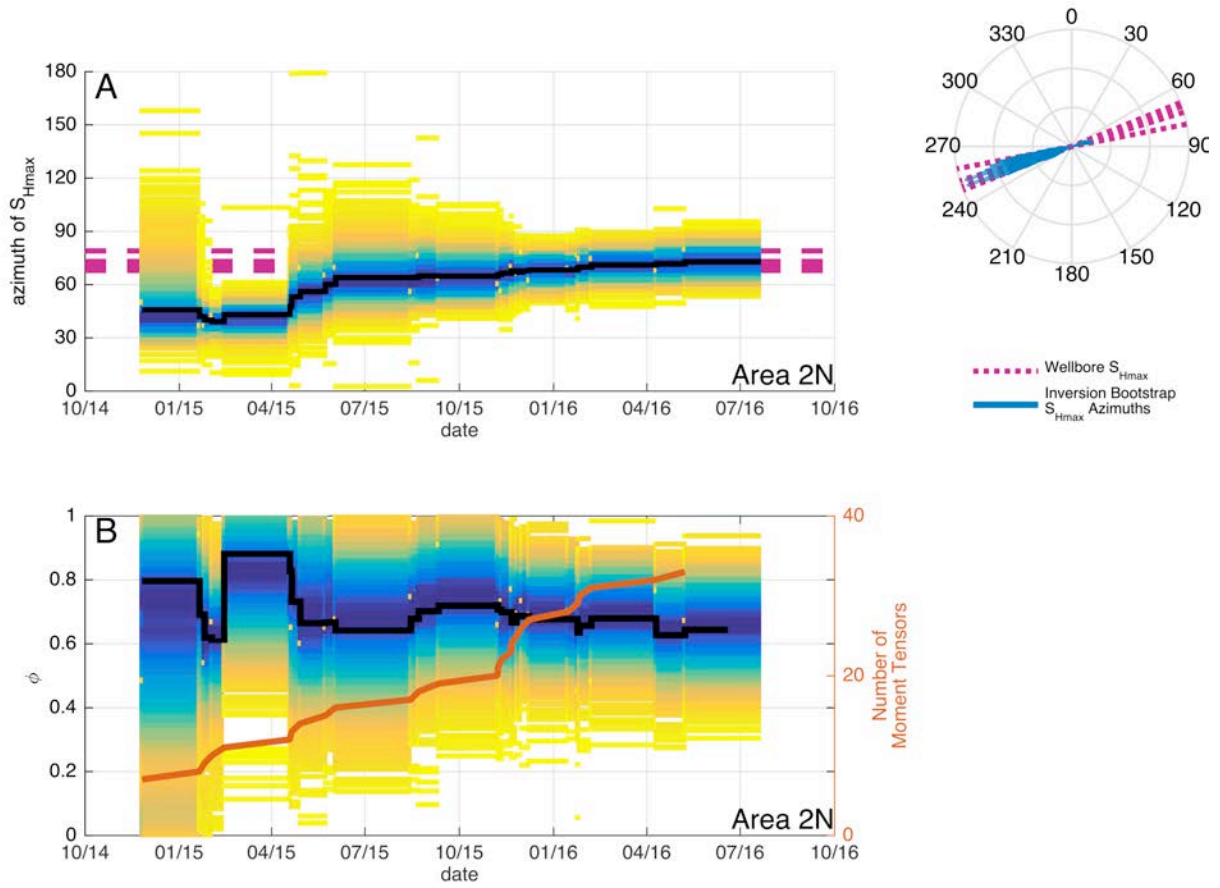 A
180
150
120
90
60
30
0
azimuth of S_Hmax
Area 2N
10/14 01/15 04/15 07/15 10/15 01/16 04/16 07/16 10/16
date
0
30
60
90
120
150
180
210
240
270
300
330
Wellbore S_Hmax
Inversion Bootstrap
S_Hmax Azimuths
B
1
0.8
0.6
0.4
0.2
0
ϕ
40
20
0
Number of
Moment Tensors
Area 2N
10/14 01/15 04/15 07/15 10/15 01/16 04/16 07/16 10/16
date